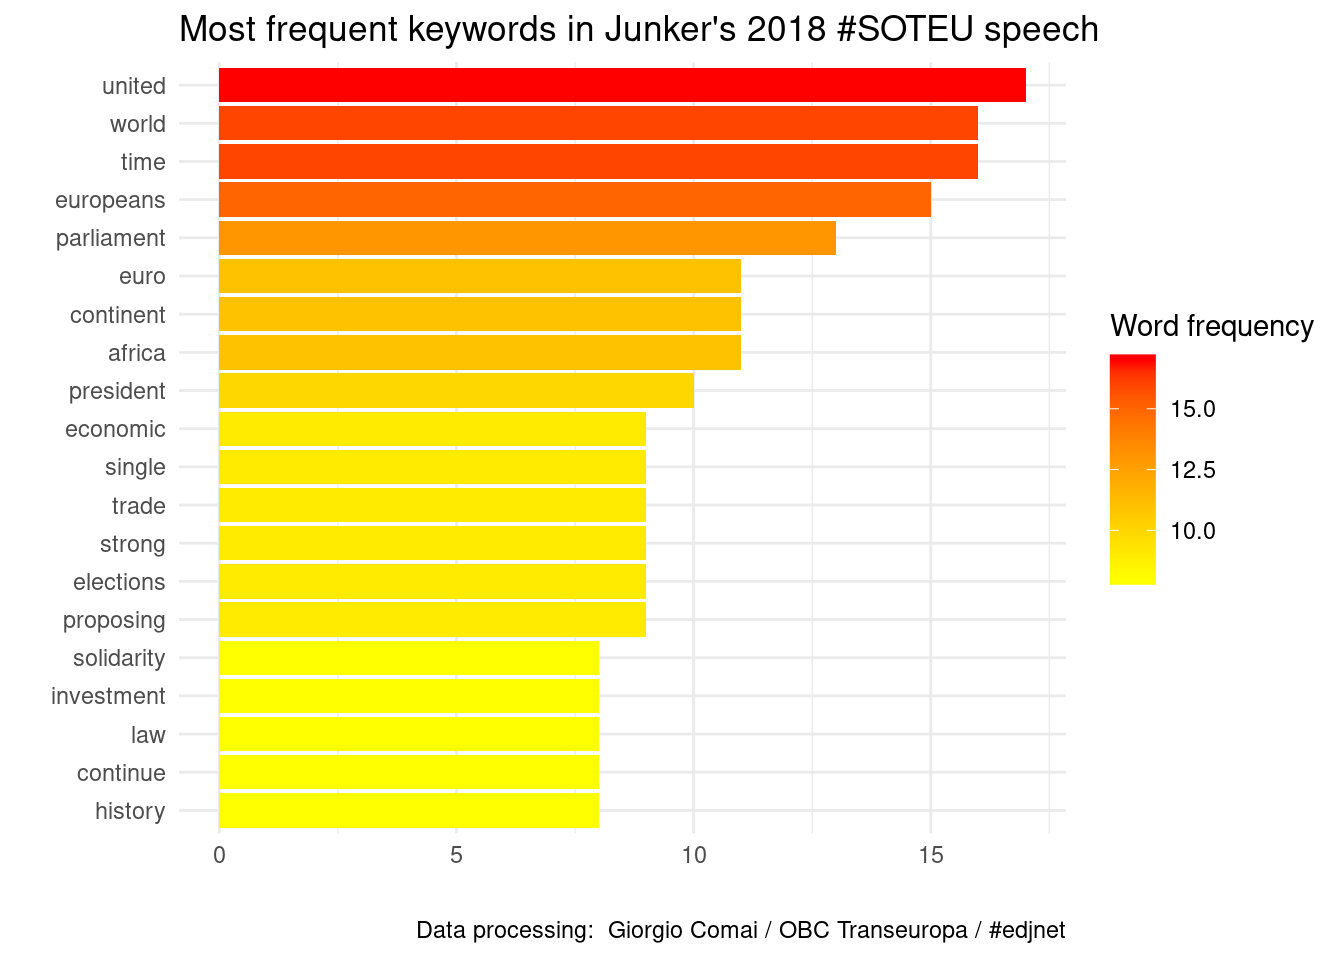 Most frequent keywords in Junker's 2018 #SOTEU speech
united
world
time
europeans
parliament
euro
continent
africa
president
economic
single
trade
strong
elections
proposing
solidarity
investment
law
continue
history
0 5 10 15
Word frequency
15.0
12.5
10.0
Data processing:  Giorgio Comai / OBC Transeuropa / #edjnet